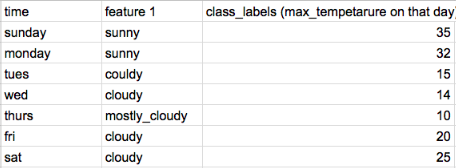 time feature 1 class_labels (max_tempetarure on that day)
sunday sunny 35
monday sunny 32
tues couldy 15
wed cloudy 14
thurs mostly_cloudy 10
fri cloudy 20
sat cloudy 25